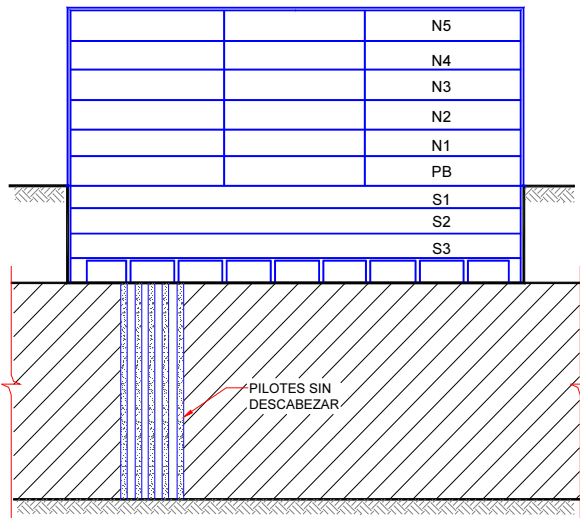 N5
N4
N3
N2
N1
PB
S1
S2
S3
PILOTES SIN
DESCABEZAR